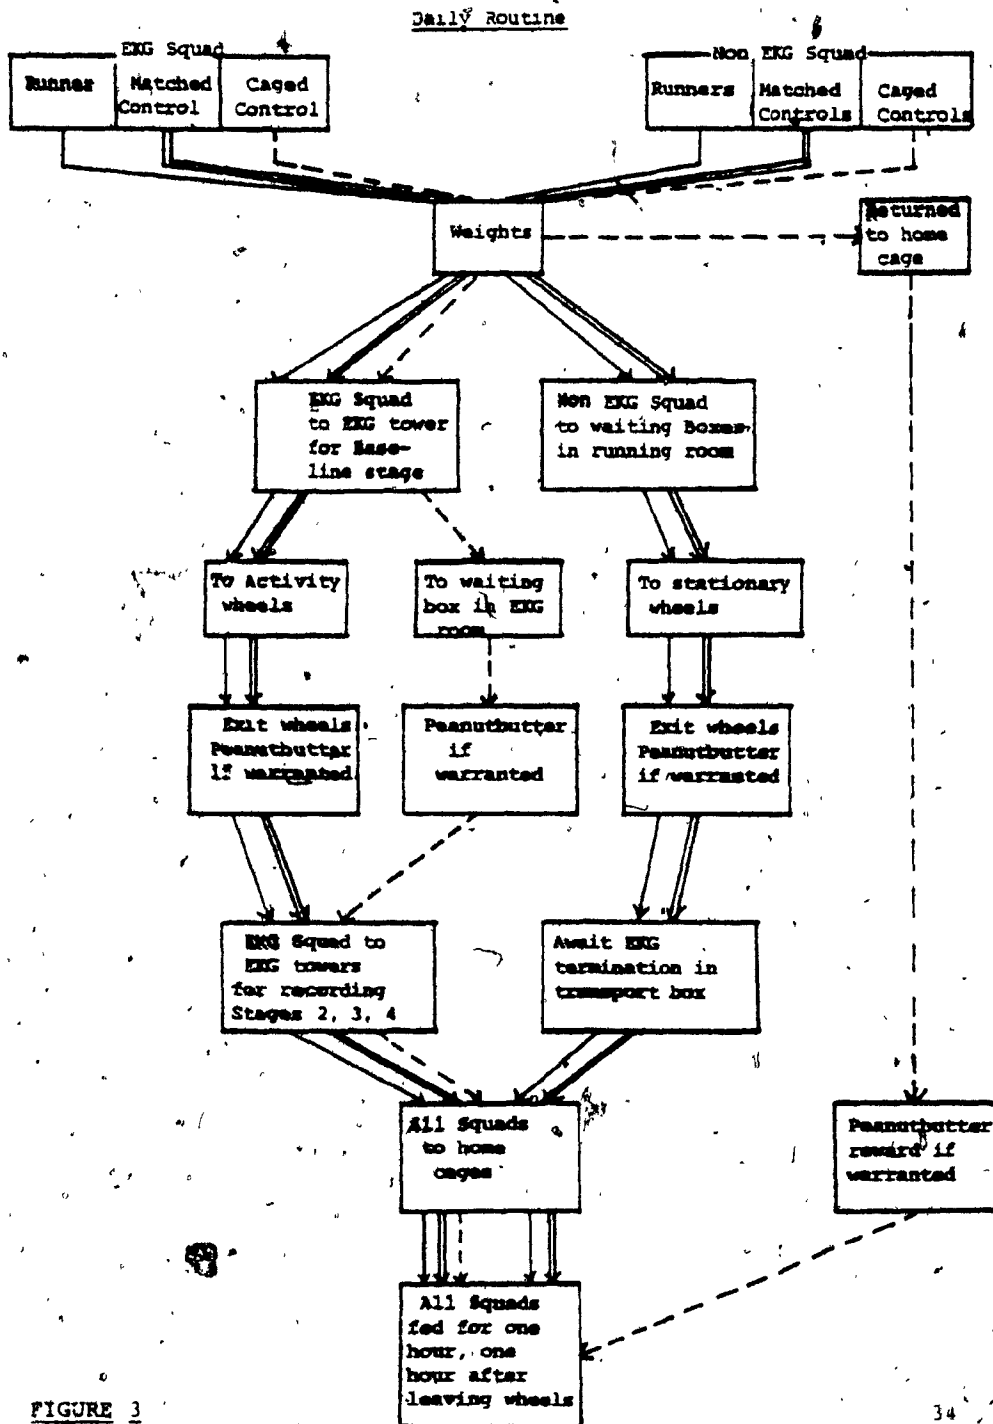 Daily Routine
EKG Squad
Runner
Matched
Control
Caged
Control
Non EKG Squad
Runners
Matched
Controls
Caged
Controls
Weights
Returned
to home
cage
EKG Squad
to EKG tower
for Base-
line stage
Non EKG Squad
to waiting Boxes
in running room
To Activity
wheels
To waiting
box in EKG
room
To stationary
wheels
Exit wheels
Peanutbutter
if warranted
Peanutbutter
if
warranted
Exit wheels
Peanutbutter
if warranted
EKG Squad to
EKG towers
for recording
Stages 2, 3, 4
Await EKG
termination in
transport box
All Squads
to home
cages
Peanutbutter
reward if
warranted
All Squads
fed for one
hour, one
hour after
leaving wheels
FIGURE 3
34